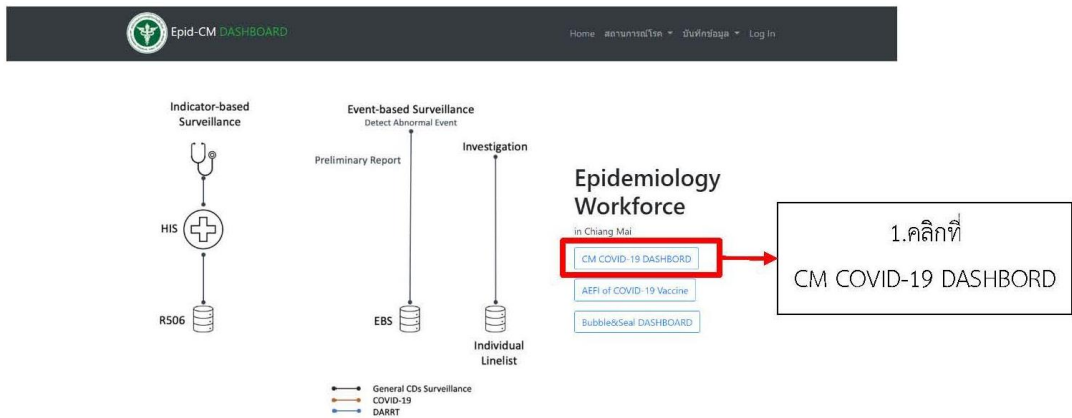 Epid-CM DASHBOARD
Home สถานการณ์โรค บันทึกข้อมูล Log In
Indicator-based
Surveillance
HIS
R506
Event-based Surveillance
Detect Abnormal Event
Preliminary Report
EBS
Investigation
Individual
Linelist
General CDs Surveillance
COVID-19
DARRT
Epidemiology
Workforce
in Chiang Mai
CM COVID-19 DASHBORD
AEFI of COVID-19 Vaccine
Bubble&Seal DASHBOARD
1.คลิกที่
CM COVID-19 DASHBORD